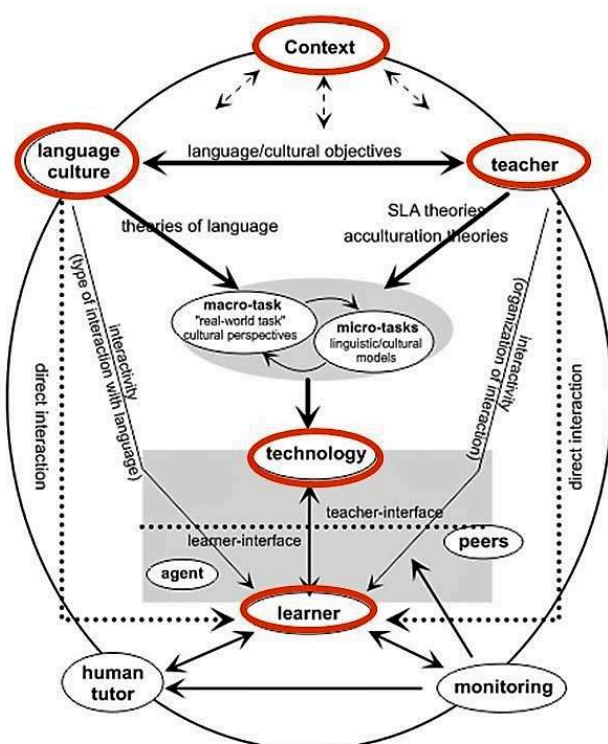 Context
language
culture
language/cultural objectives
teacher
theories of language
SLA theories
acculturation theories
macro-task
"real-world task"
cultural perspectives
micro-tasks
linguistic/cultural
models
interactivity
(type of interaction with language)
interactivity
(organization of interaction)
direct interaction
direct interaction
technology
teacher-interface
learner-interface
peers
agent
learner
human
tutor
monitoring